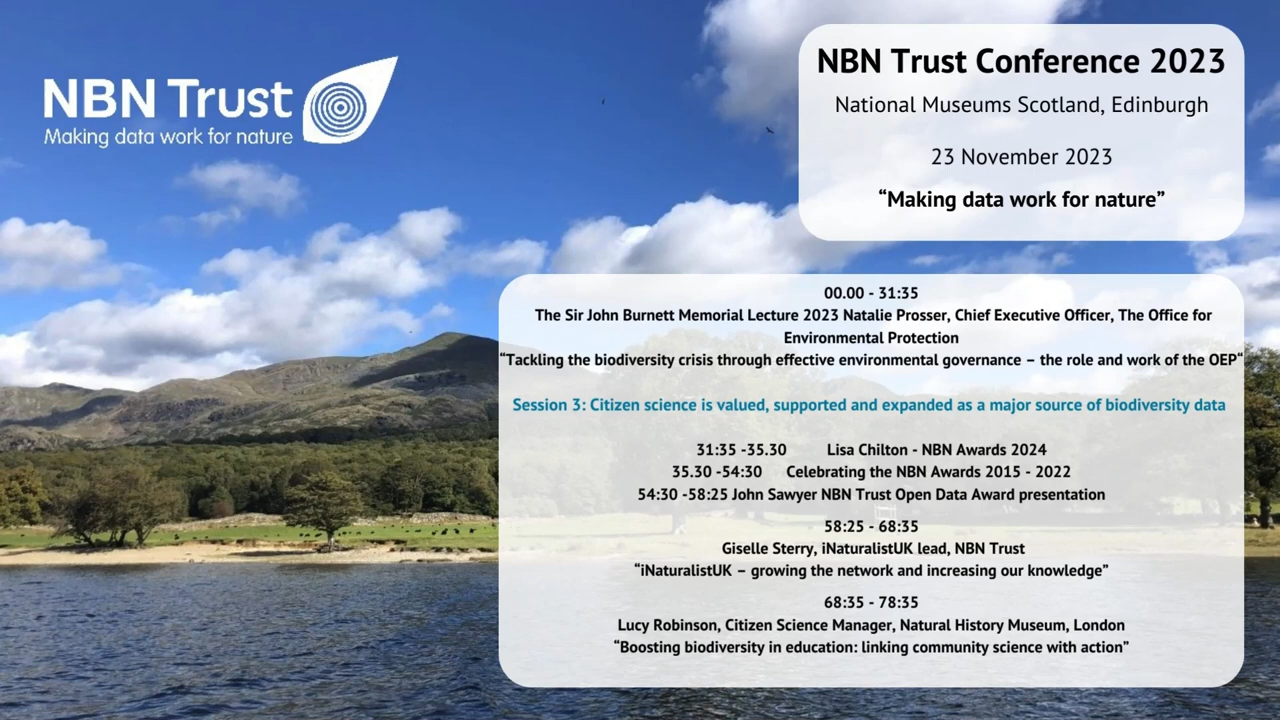 NBN Trust
Making data work for nature
NBN Trust Conference 2023
National Museums Scotland, Edinburgh
23 November 2023
“Making data work for nature”
00.00 - 31:35
The Sir John Burnett Memorial Lecture 2023 Natalie Prosser, Chief Executive Officer, The Office for
Environmental Protection
“Tackling the biodiversity crisis through effective environmental governance – the role and work of the OEP“
Session 3: Citizen science is valued, supported and expanded as a major source of biodiversity data
31:35 -35.30 Lisa Chilton - NBN Awards 2024
35.30 -54:30 Celebrating the NBN Awards 2015 - 2022
54:30 -58:25 John Sawyer NBN Trust Open Data Award presentation
58:25 - 68:35
Giselle Sterry, iNaturalistUK lead, NBN Trust
“iNaturalistUK – growing the network and increasing our knowledge”
68:35 - 78:35
Lucy Robinson, Citizen Science Manager, Natural History Museum, London
“Boosting biodiversity in education: linking community science with action”